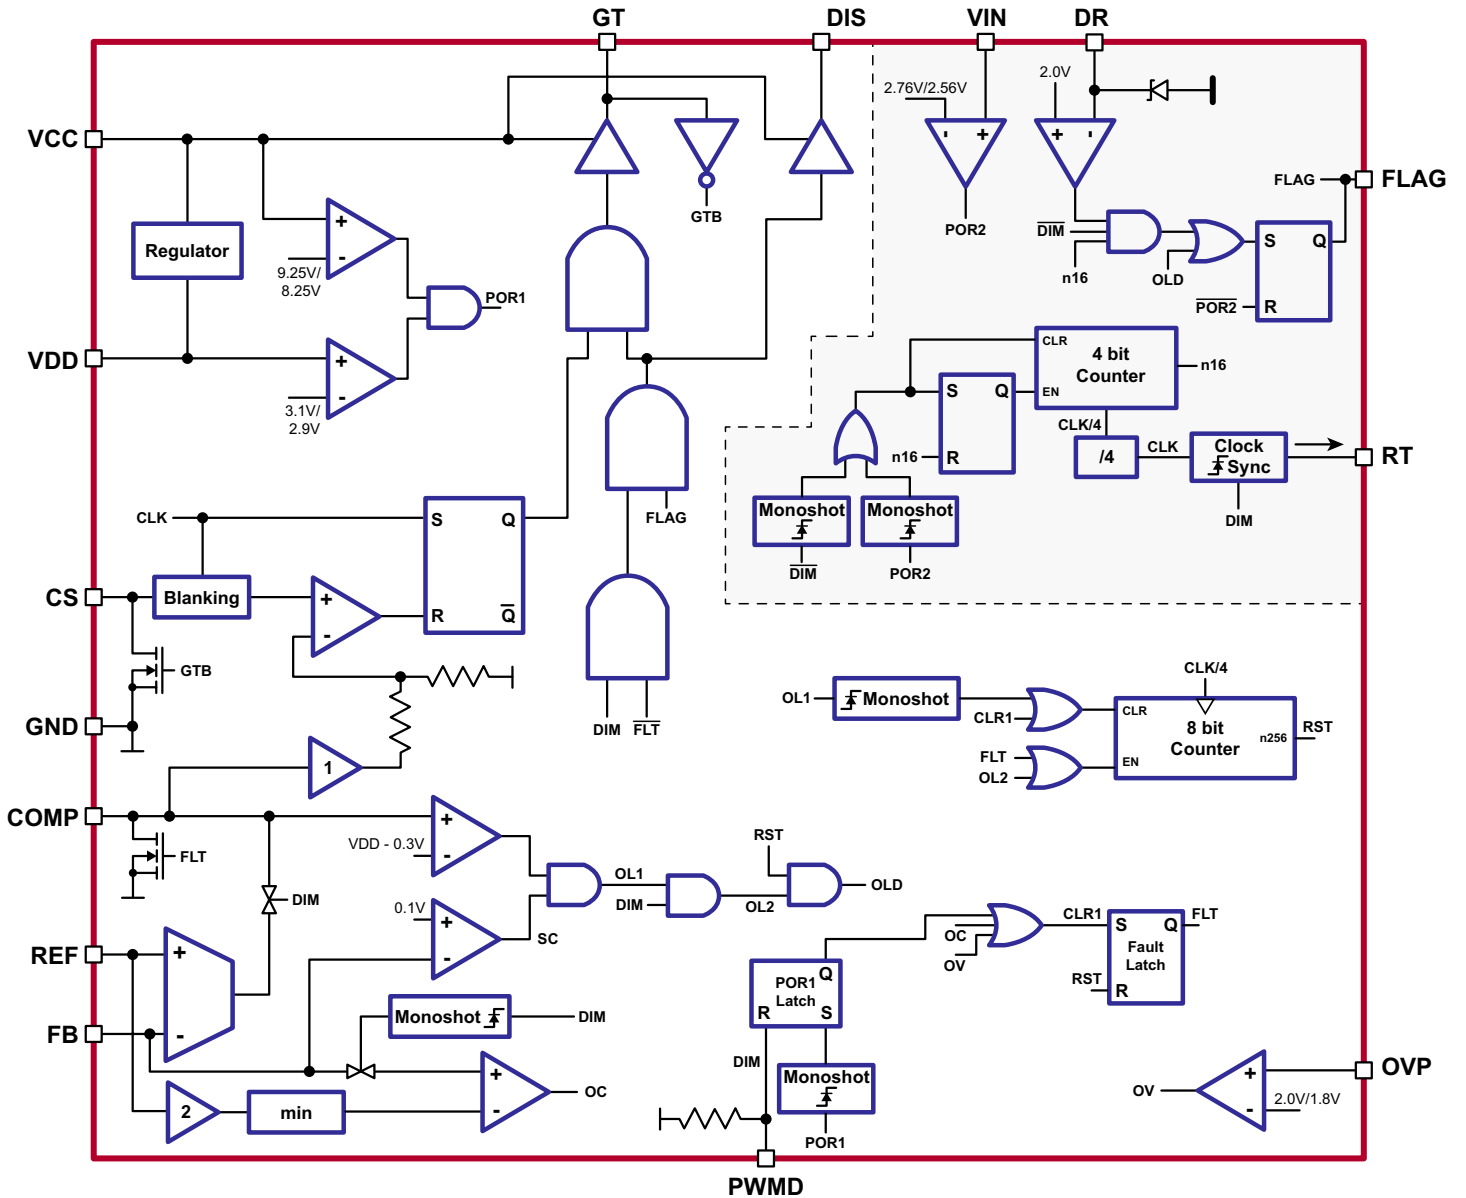 GT
DIS
VIN
DR
VCC
2.76V/2.56V
2.0V
- +
+ -
GTB
POR2
FLAG
FLAG
DIM
n16
OLD
S Q
POR2
R
Regulator
+
-
9.25V/
8.25V
POR1
VDD
+
-
3.1V/
2.9V
CLR
4 bit
Counter
n16
EN
S Q
n16
R
CLK/4
/4
CLK
Clock
Sync
RT
DIM
Monoshot
Monoshot
DIM
POR2
CLK
S Q
FLAG
CS
Blanking
+
-
R Q
GTB
GND
DIM
FLT
1
OL1
Monoshot
CLR1
CLK/4
CLR
8 bit
Counter
n256
RST
FLT
OL2
EN
COMP
FLT
VDD - 0.3V
+
-
DIM
0.1V
+
-
SC
OL1
DIM
OL2
RST
OLD
OC
OV
CLR1
S Q
FLT
Fault
Latch
RST
R
REF
+
-
FB
Monoshot
DIM
Q
POR1
Latch
R S
DIM
Monoshot
POR1
2
min
+
-
OC
OV
+
-
OVP
2.0V/1.8V
PWMD